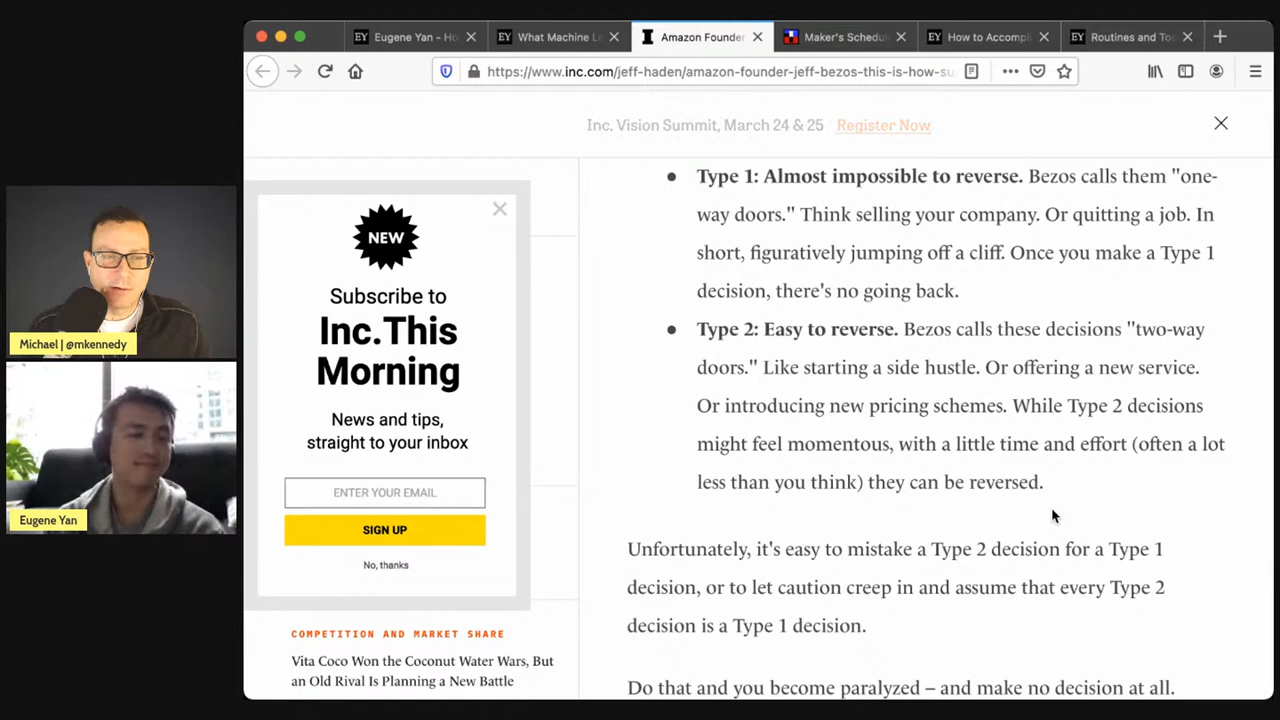 EY Eugene Yan - Ho
EY What Machine Le
Amazon Founder
Maker's Schedul
EY How to Accompl
EY Routines and Too
https://www.inc.com/jeff-haden/amazon-founder-jeff-bezos-this-is-how-su
Inc. Vision Summit, March 24 & 25 Register Now
Michael | @mkennedy
Eugene Yan
NEW
Subscribe to
Inc.This
Morning
News and tips,
straight to your inbox
ENTER YOUR EMAIL
SIGN UP
No, thanks
COMPETITION AND MARKET SHARE
Vita Coco Won the Coconut Water Wars, But
an Old Rival Is Planning a New Battle
● Type 1: Almost impossible to reverse. Bezos calls them "one-
way doors." Think selling your company. Or quitting a job. In
short, figuratively jumping off a cliff. Once you make a Type 1
decision, there's no going back.
● Type 2: Easy to reverse. Bezos calls these decisions "two-way
doors." Like starting a side hustle. Or offering a new service.
Or introducing new pricing schemes. While Type 2 decisions
might feel momentous, with a little time and effort (often a lot
less than you think) they can be reversed.
Unfortunately, it's easy to mistake a Type 2 decision for a Type 1
decision, or to let caution creep in and assume that every Type 2
decision is a Type 1 decision.
Do that and you become paralyzed – and make no decision at all.